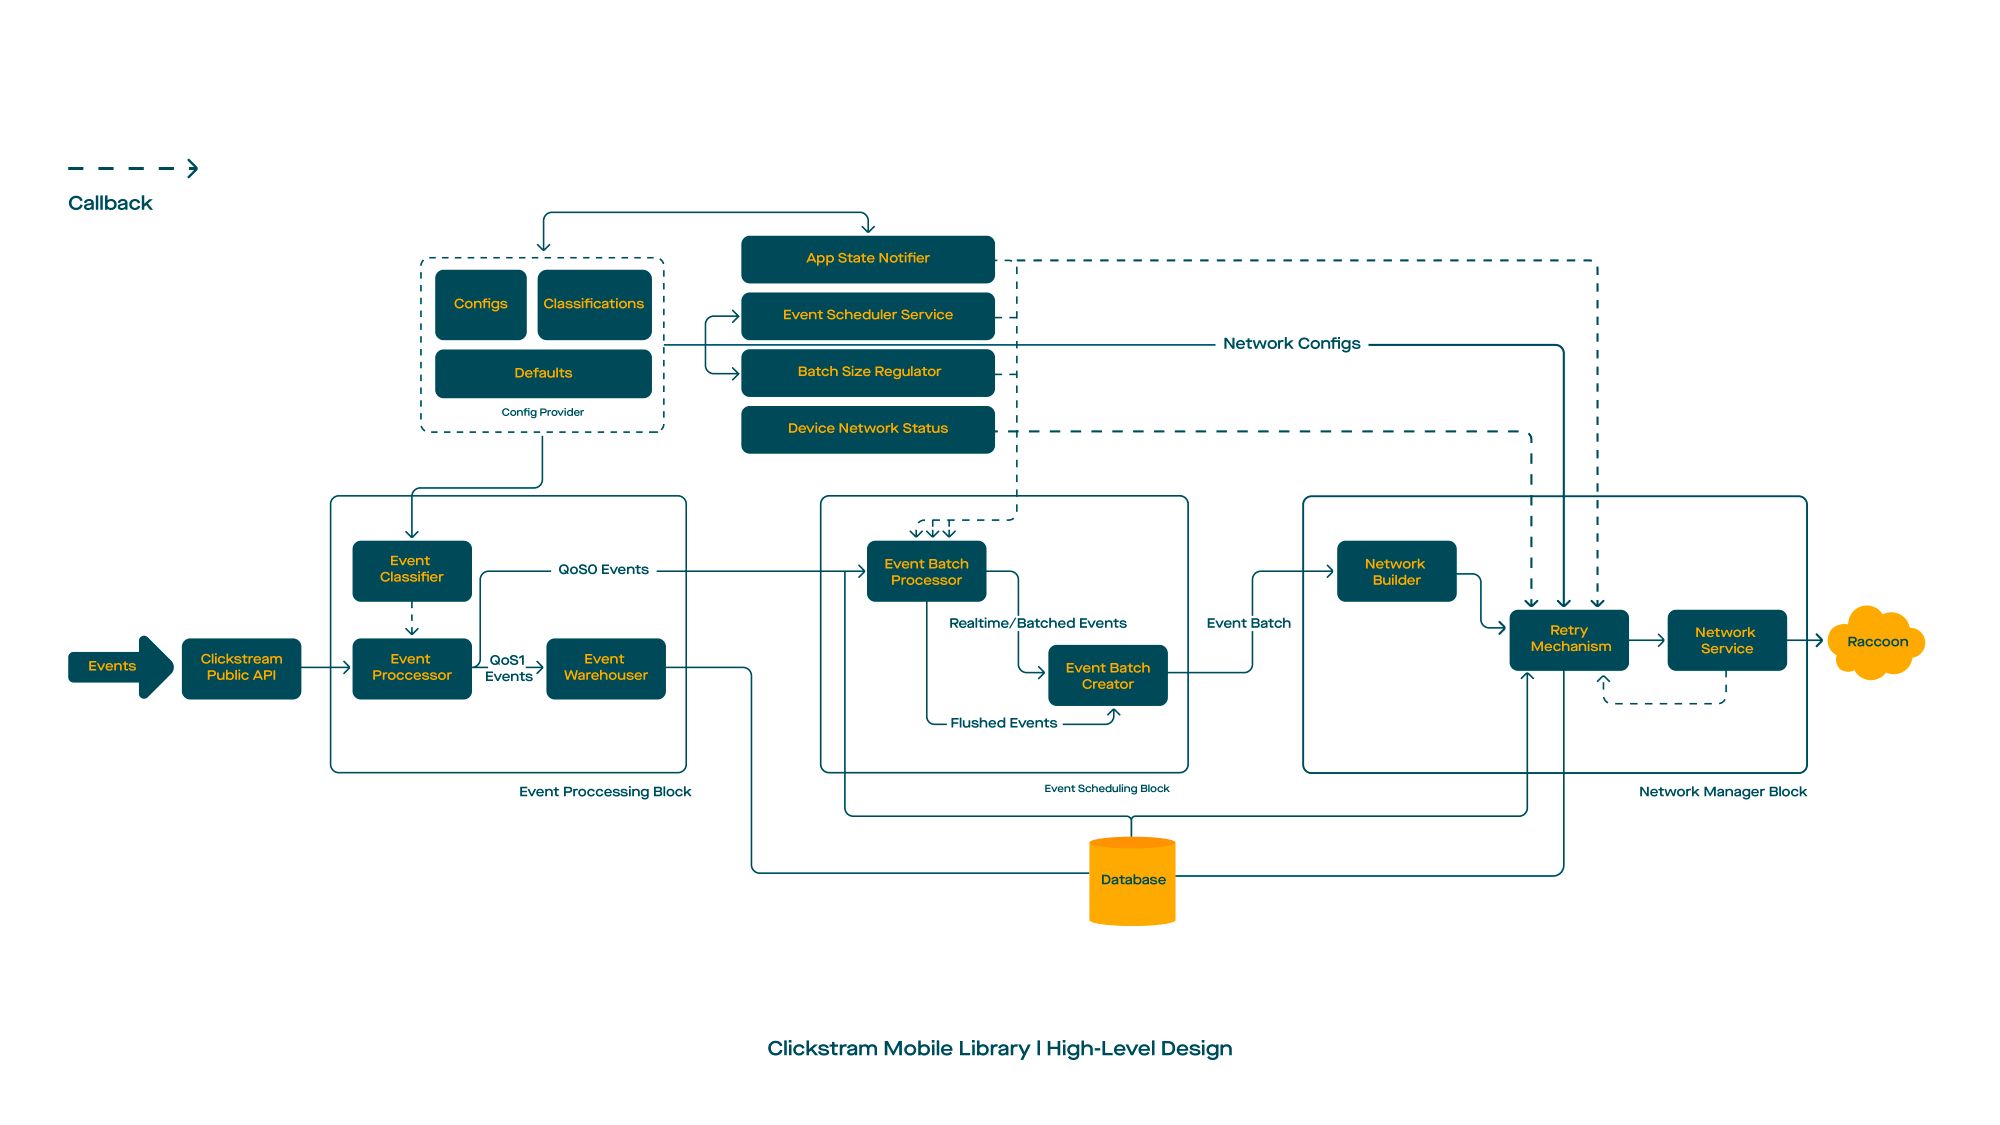 Callback
App State Notifier
Configs
Classifications
Event Scheduler Service
Network Configs
Defaults
Batch Size Regulator
Config Provider
Device Network Status
Event
Classifier
QoS0 Events
Event Batch
Processor
Network
Builder
Realtime/Batched Events
Event Batch
Events
Clickstream
Public API
Event
Proccessor
QoS1
Events
Event
Warehouser
Event Batch
Creator
Retry
Mechanism
Network
Service
Raccoon
Flushed Events
Event Proccessing Block
Event Scheduling Block
Network Manager Block
Database
Clickstram Mobile Library | High-Level Design